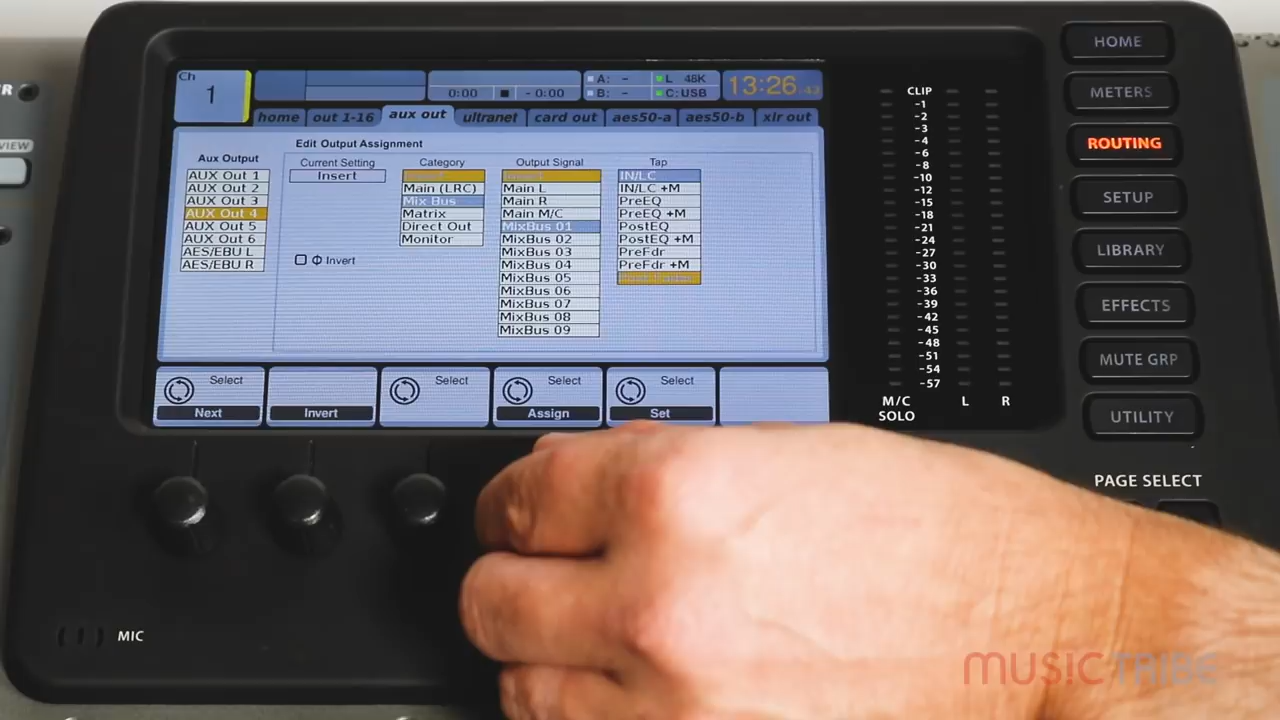 Ch
1
0:00
- 0:00
A: -
B: -
L 48K
C: USB
13:26
home
out 1-16
aux out
ultranet
card out
aes50-a
aes50-b
xlr out
Edit Output Assignment
Aux Output
AUX Out 1
AUX Out 2
AUX Out 3
AUX Out 4
AUX Out 5
AUX Out 6
AES/EBU L
AES/EBU R
Current Setting
Insert
Φ Invert
Category
Main (LRC)
Mix Bus
Matrix
Direct Out
Monitor
Output Signal
Main L
Main R
Main M/C
MixBus 01
MixBus 02
MixBus 03
MixBus 04
MixBus 05
MixBus 06
MixBus 07
MixBus 08
MixBus 09
Tap
IN/LC
IN/LC +M
PreEQ
PreEQ +M
PostEQ
PostEQ +M
PreFdr
PreFdr +M
Select
Next
Invert
Select
Select
Assign
Select
Set
CLIP
-1
-2
-3
-4
-6
-8
-10
-12
-15
-18
-21
-24
-27
-30
-33
-36
-39
-42
-45
-48
-51
-54
-57
M/C
SOLO
L
R
HOME
METERS
ROUTING
SETUP
LIBRARY
EFFECTS
MUTE GRP
UTILITY
PAGE SELECT
VIEW
MIC
MUSIC TRIBE